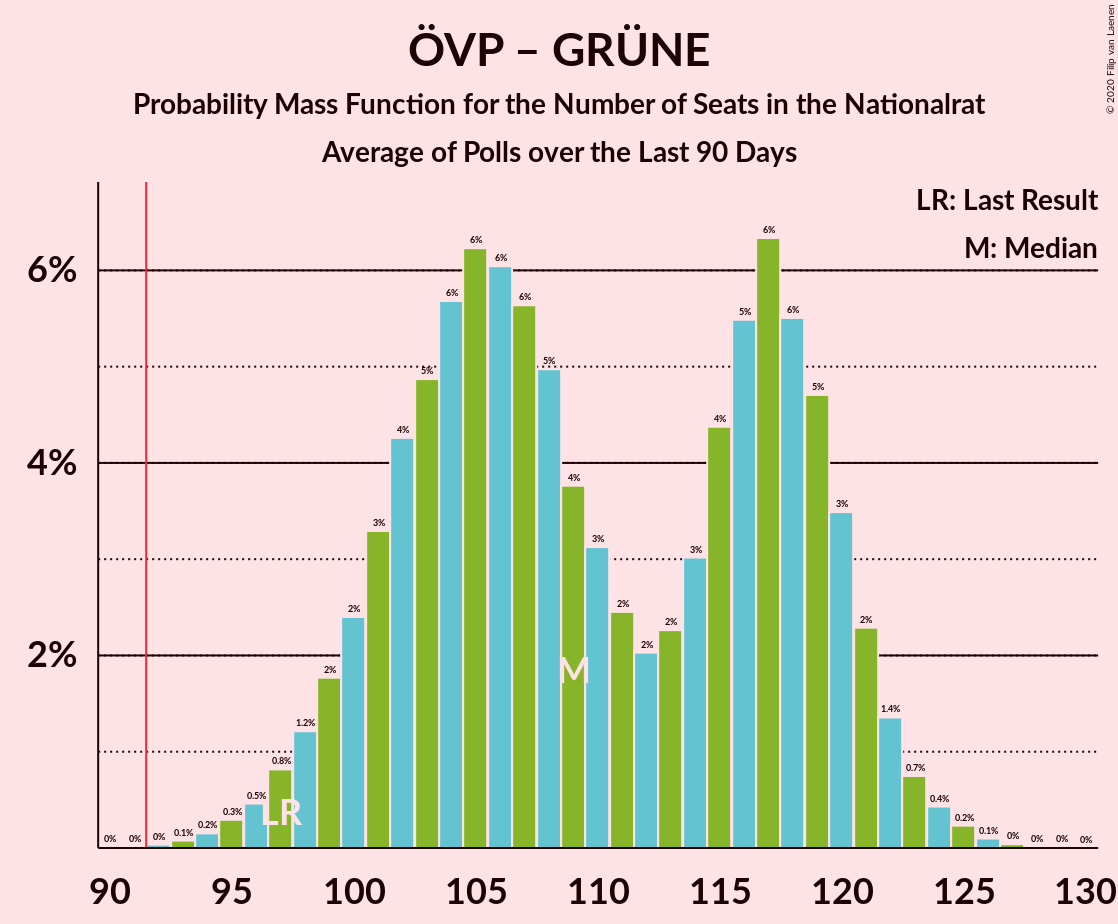 ÖVP – GRÜNE
Probability Mass Function for the Number of Seats in the Nationalrat
Average of Polls over the Last 90 Days
© 2020 Filip van Laenen
LR: Last Result
M: Median
6%
4%
2%
0% 0% 0% 0.1% 0.2% 0.3% 0.5% 0.8% 1.2% 2% 2% 3% 4% 5% 6% 6% 6% 6% 5% 4% 3% 2% 2% 2% 3% 4% 5% 6% 6% 5% 3% 2% 1.4% 0.7% 0.4% 0.2% 0.1% 0% 0% 0% 0%
M
LR
90 95 100 105 110 115 120 125 130